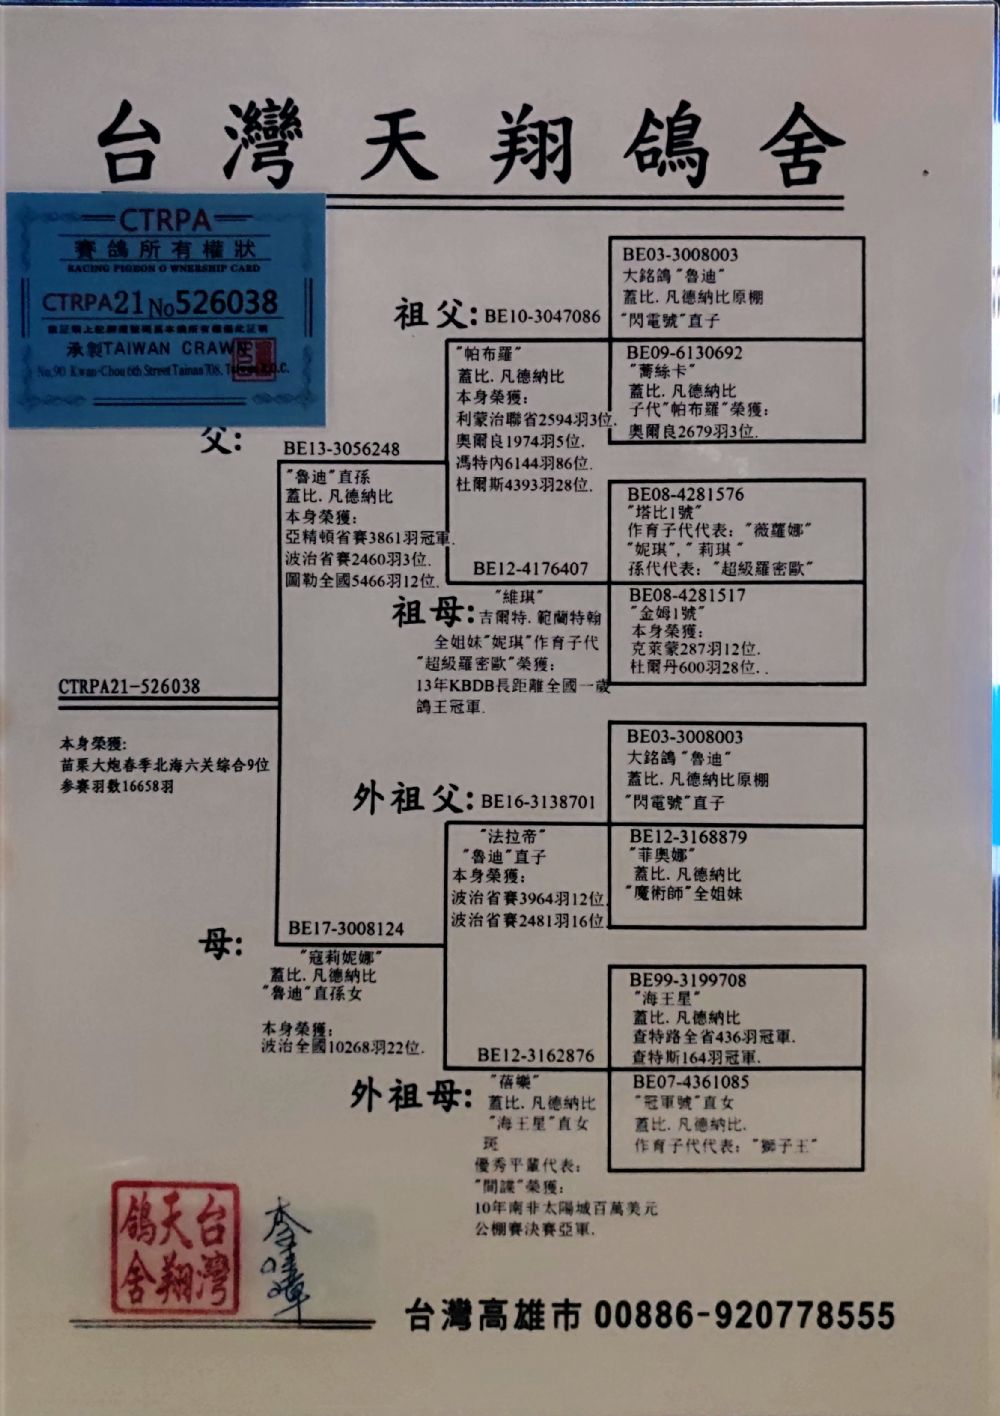 台灣天翔鴿舍
CTRPA
賽鴿所有權狀
RACING PIGEON OWNERSHIP CARD
CTRPA21 No526038
承製TAIWAN CRAWN
No.90 Kwan-Chou 6th Street Tainan 708.
父:
BE13-3056248
"魯迪"直孫
蓋比.凡德納比
本身榮獲:
亞精頓省賽3861羽冠軍.
波治省賽2460羽3位.
圖勒全國5466羽12位.
祖父: BE10-3047086
"帕布羅"
蓋比.凡德納比
本身榮獲:
利蒙治聯省2594羽3位.
奧爾良1974羽5位.
馮特內6144羽86位.
杜爾斯4393羽28位.
BE03-3008003
大銘鴿"魯迪"
蓋比.凡德納比原棚
"閃電號"直子
BE09-6130692
"蕎絲卡"
蓋比.凡德納比
子代"帕布羅"榮獲:
奧爾良2679羽3位.
BE12-4176407
祖母:
"維琪"
吉爾特.範蘭特翰
全姐妹"妮琪"作育子代
"超級羅密歐"榮獲:
13年KBDB長距離全國一歲
鴿王冠軍.
BE08-4281576
"塔比1號"
作育子代代表: "薇蘿娜"
"妮琪", "莉琪"
孫代代表: "超級羅密歐"
BE08-4281517
"金姆1號"
本身榮獲:
克萊蒙287羽12位.
杜爾丹600羽28位..
CTRPA21-526038
本身榮獲:
苗栗大炮春季北海六关综合9位
参赛羽数16658羽
母:
BE17-3008124
"寇莉妮娜"
蓋比.凡德納比
"魯迪"直孫女
本身榮獲:
波治全國10268羽22位.
外祖父: BE16-3138701
"法拉帝"
"魯迪"直子
本身榮獲:
波治省賽3964羽12位.
波治省賽2481羽16位.
BE03-3008003
大銘鴿"魯迪"
蓋比.凡德納比原棚
"閃電號"直子
BE12-3168879
"菲奧娜"
蓋比.凡德納比
"魔術師"全姐妹
BE12-3162876
外祖母:
"蓓樂"
蓋比.凡德納比
"海王星"直女
斑
優秀平輩代表:
"間諜"榮獲:
10年南非太陽城百萬美元
公棚賽決賽亞軍.
BE99-3199708
"海王星"
蓋比.凡德納比
查特路全省436羽冠軍.
查特斯164羽冠軍.
BE07-4361085
"冠軍號"直女
蓋比.凡德納比.
作育子代代表: "獅子王"
台灣天翔鴿舍
台灣高雄市 00886-920778555